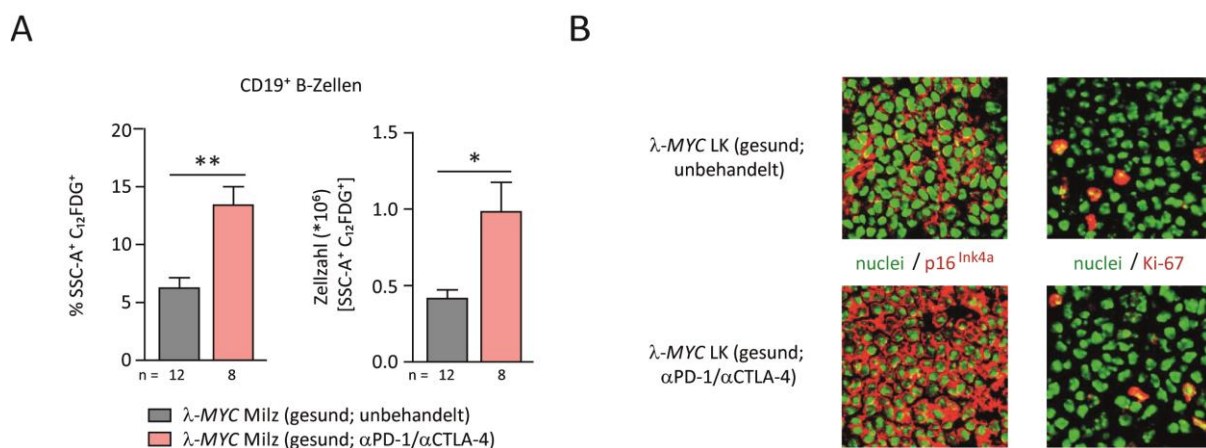 A
B
CD19⁺ B-Zellen
% SSC-A⁺ C₁₂FDG⁺
20
15
10
5
0
n = 12 8
**
Zellzahl (*10⁶)
[SSC-A⁺ C₁₂FDG⁺]
1.5
1.0
0.5
0.0
n = 12 8
*
λ-MYC Milz (gesund; unbehandelt)
λ-MYC Milz (gesund; αPD-1/αCTLA-4)
λ-MYC LK (gesund;
unbehandelt)
nuclei / p16 Ink4a
nuclei / Ki-67
λ-MYC LK (gesund;
αPD-1/αCTLA-4)